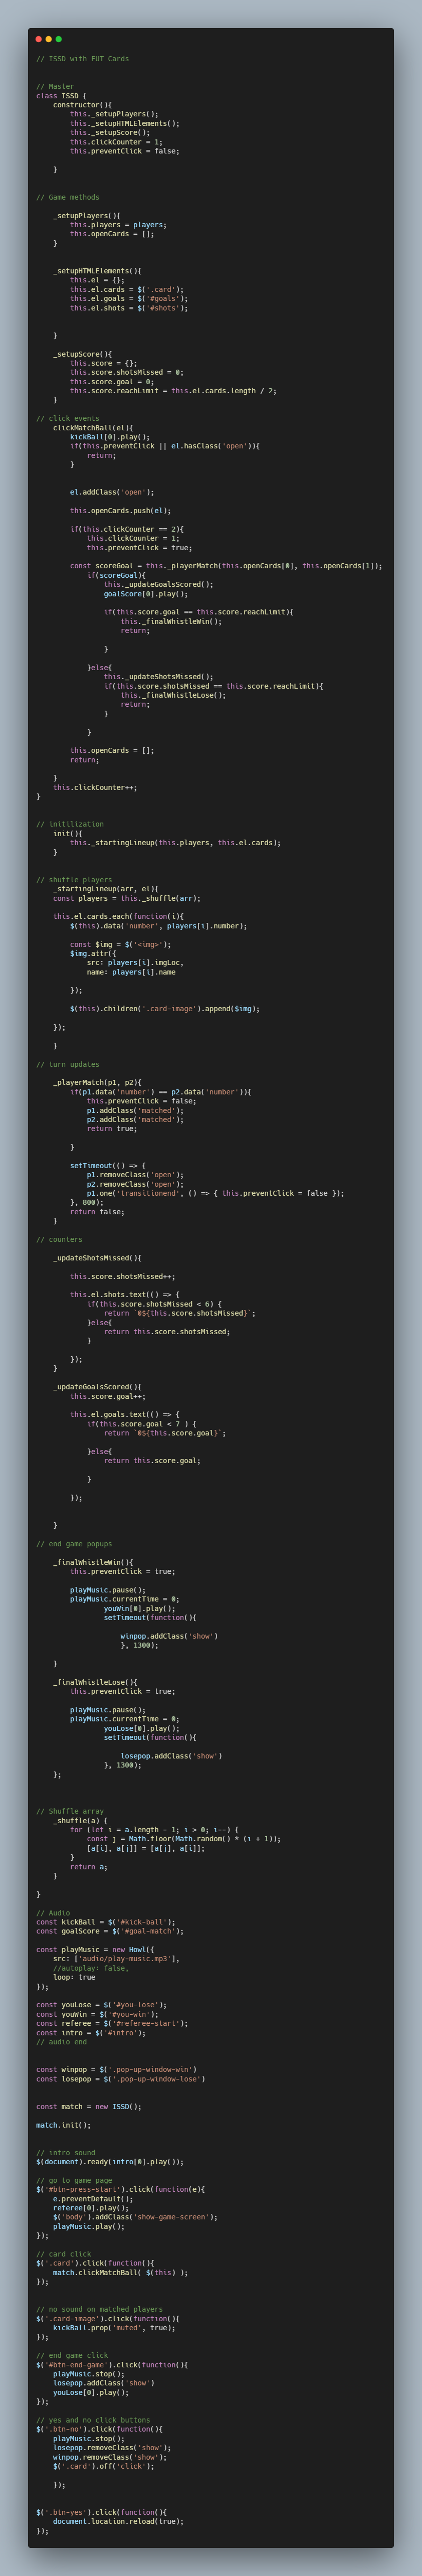 // ISSD with FUT Cards
// Master
class ISSD {
constructor(){
this._setupPlayers();
this._setupHTMLElements();
this._setupScore();
this.clickCounter = 1;
this.preventClick = false;
}
// Game methods
_setupPlayers(){
this.players = players;
this.openCards = [];
}
_setupHTMLElements(){
this.el = {};
this.el.cards = $('.card');
this.el.goals = $('#goals');
this.el.shots = $('#shots');
}
_setupScore(){
this.score = {};
this.score.shotsMissed = 0;
this.score.goal = 0;
this.score.reachLimit = this.el.cards.length / 2;
}
// click events
clickMatchBall(el){
kickBall[0].play();
if(this.preventClick || el.hasClass('open')){
return;
}
el.addClass('open');
this.openCards.push(el);
if(this.clickCounter == 2){
this.clickCounter = 1;
this.preventClick = true;
const scoreGoal = this._playerMatch(this.openCards[0], this.openCards[1]);
if(scoreGoal){
this._updateGoalsScored();
goalScore[0].play();
if(this.score.goal == this.score.reachLimit){
this._finalWhistleWin();
return;
}
}else{
this._updateShotsMissed();
if(this.score.shotsMissed == this.score.reachLimit){
this._finalWhistleLose();
return;
}
}
this.openCards = [];
return;
}
this.clickCounter++;
}
// initilization
init(){
this._startingLineup(this.players, this.el.cards);
}
// shuffle players
_startingLineup(arr, el){
const players = this._shuffle(arr);
this.el.cards.each(function(i){
$(this).data('number', players[i].number);
const $img = $('<img>');
$img.attr({
src: players[i].imgLoc,
name: players[i].name
});
$(this).children('.card-image').append($img);
});
}
// turn updates
_playerMatch(p1, p2){
if(p1.data('number') == p2.data('number')){
this.preventClick = false;
p1.addClass('matched');
p2.addClass('matched');
return true;
}
setTimeout(() => {
p1.removeClass('open');
p2.removeClass('open');
p1.one('transitionend', () => { this.preventClick = false });
}, 800);
return false;
}
// counters
_updateShotsMissed(){
this.score.shotsMissed++;
this.el.shots.text(() => {
if(this.score.shotsMissed < 6) {
return `0${this.score.shotsMissed}`;
}else{
return this.score.shotsMissed;
}
});
}
_updateGoalsScored(){
this.score.goal++;
this.el.goals.text(() => {
if(this.score.goal < 7 ) {
return `0${this.score.goal}`;
}else{
return this.score.goal;
}
});
}
// end game popups
_finalWhistleWin(){
this.preventClick = true;
playMusic.pause();
playMusic.currentTime = 0;
youWin[0].play();
setTimeout(function(){
winpop.addClass('show')
}, 1300);
}
_finalWhistleLose(){
this.preventClick = true;
playMusic.pause();
playMusic.currentTime = 0;
youLose[0].play();
setTimeout(function(){
losepop.addClass('show')
}, 1300);
};
// Shuffle array
_shuffle(a) {
for (let i = a.length - 1; i > 0; i--) {
const j = Math.floor(Math.random() * (i + 1));
[a[i], a[j]] = [a[j], a[i]];
}
return a;
}
}
// Audio
const kickBall = $('#kick-ball');
const goalScore = $('#goal-match');
const playMusic = new Howl({
src: ['audio/play-music.mp3'],
//autoplay: false,
loop: true
});
const youLose = $('#you-lose');
const youWin = $('#you-win');
const referee = $('#referee-start');
const intro = $('#intro');
// audio end
const winpop = $('.pop-up-window-win')
const losepop = $('.pop-up-window-lose')
const match = new ISSD();
match.init();
// intro sound
$(document).ready(intro[0].play());
// go to game page
$('#btn-press-start').click(function(e){
e.preventDefault();
referee[0].play();
$('body').addClass('show-game-screen');
playMusic.play();
});
// card click
$('.card').click(function(){
match.clickMatchBall( $(this) );
});
// no sound on matched players
$('.card-image').click(function(){
kickBall.prop('muted', true);
});
// end game click
$('#btn-end-game').click(function(){
playMusic.stop();
losepop.addClass('show')
youLose[0].play();
});
// yes and no click buttons
$('.btn-no').click(function(){
playMusic.stop();
losepop.removeClass('show');
winpop.removeClass('show');
$('.card').off('click');
});
$('.btn-yes').click(function(){
document.location.reload(true);
});